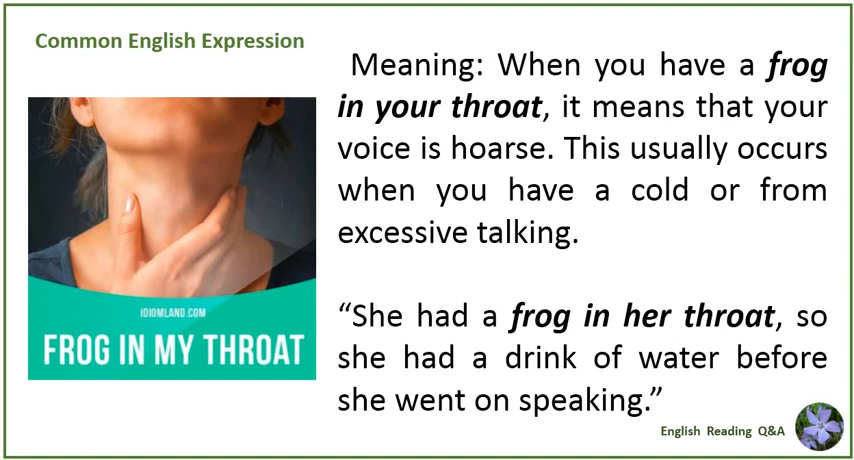 Common English Expression
IDIOMLAND.COM
FROG IN MY THROAT
Meaning: When you have a frog
in your throat, it means that your
voice is hoarse. This usually occurs
when you have a cold or from
excessive talking.
“She had a frog in her throat, so
she had a drink of water before
she went on speaking.”
English Reading Q&A